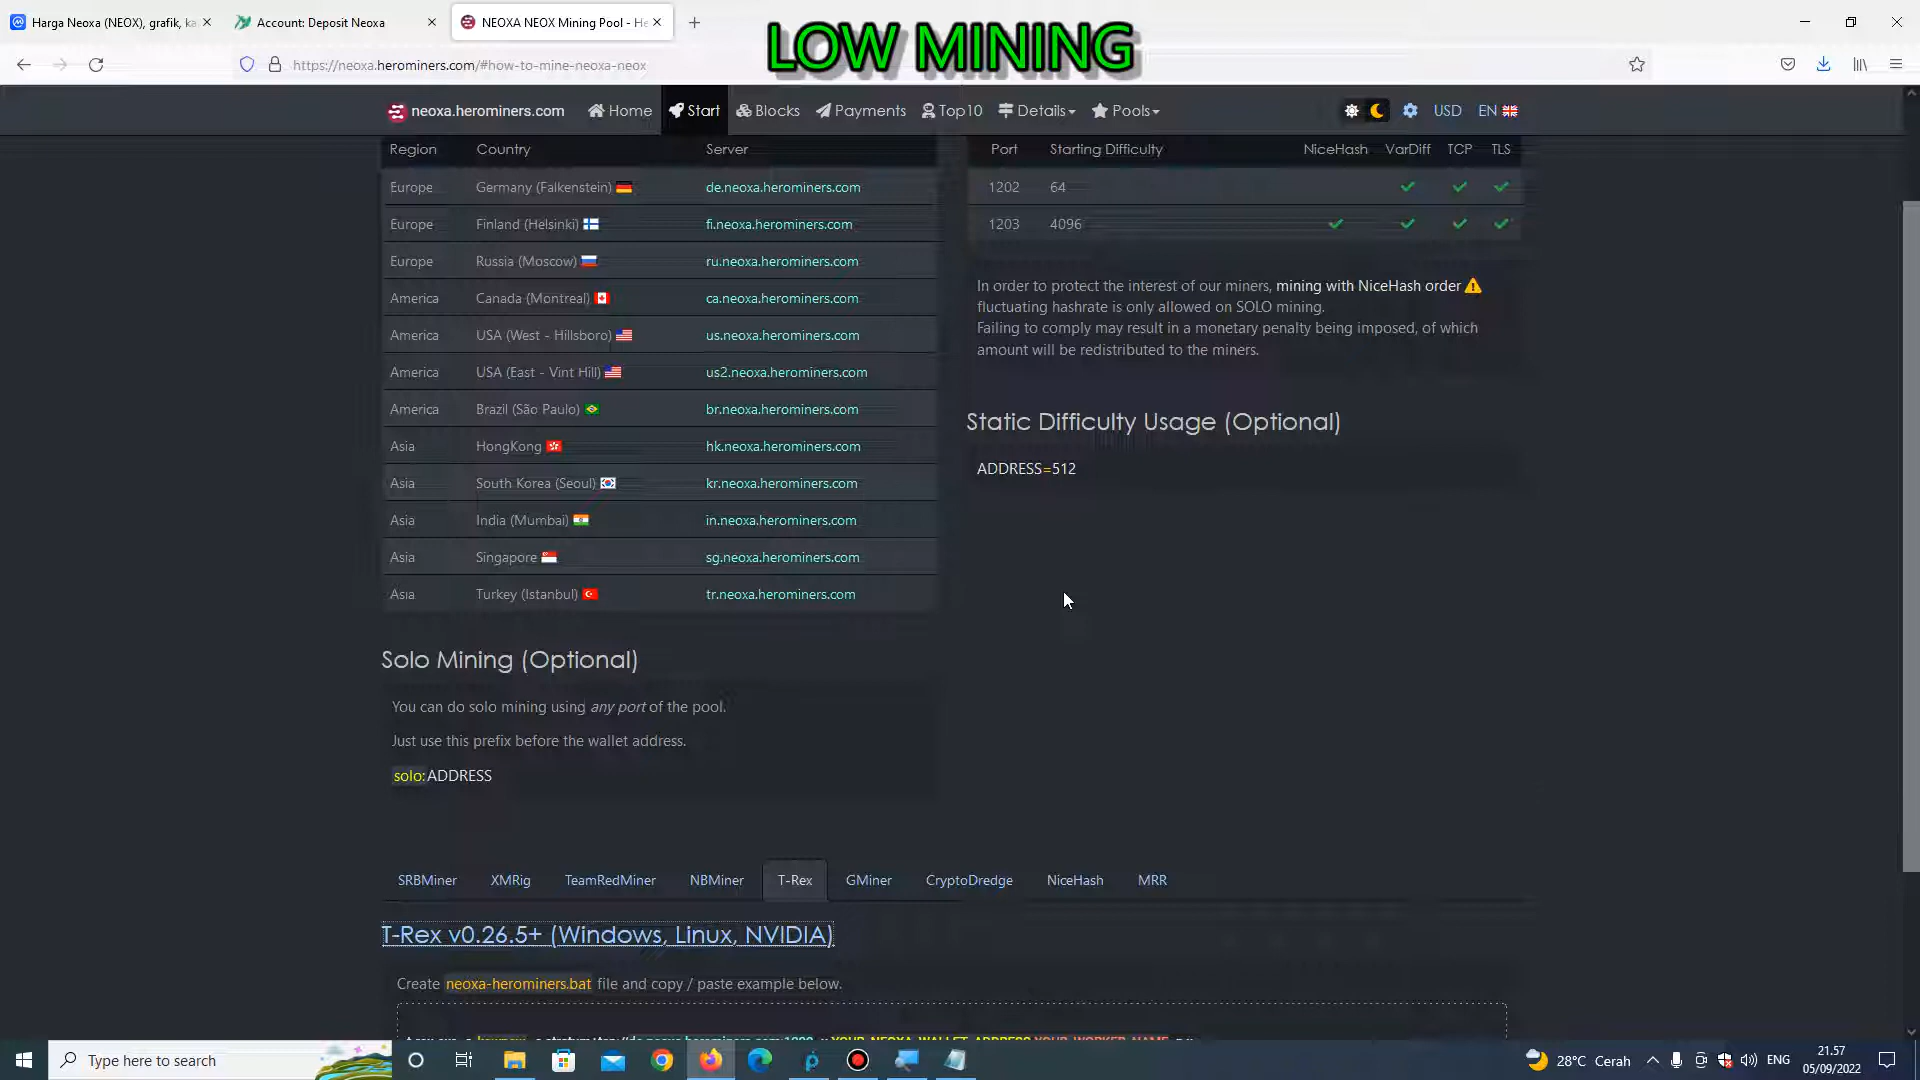 Harga Neoxa (NEOX), grafik, ka
Account: Deposit Neoxa
NEOXA NEOX Mining Pool - He
LOW MINING
https://neoxa.herominers.com/#how-to-mine-neoxa-neox
neoxa.herominers.com
Home
Start
Blocks
Payments
Top10
Details
Pools
USD
EN
Region Country Server
Europe Germany (Falkenstein) de.neoxa.herominers.com
Europe Finland (Helsinki) fi.neoxa.herominers.com
Europe Russia (Moscow) ru.neoxa.herominers.com
America Canada (Montreal) ca.neoxa.herominers.com
America USA (West - Hillsboro) us.neoxa.herominers.com
America USA (East - Vint Hill) us2.neoxa.herominers.com
America Brazil (São Paulo) br.neoxa.herominers.com
Asia HongKong hk.neoxa.herominers.com
Asia South Korea (Seoul) kr.neoxa.herominers.com
Asia India (Mumbai) in.neoxa.herominers.com
Asia Singapore sg.neoxa.herominers.com
Asia Turkey (Istanbul) tr.neoxa.herominers.com
Port Starting Difficulty NiceHash VarDiff TCP TLS
1202 64
1203 4096
In order to protect the interest of our miners, mining with NiceHash order
fluctuating hashrate is only allowed on SOLO mining.
Failing to comply may result in a monetary penalty being imposed, of which
amount will be redistributed to the miners.
Static Difficulty Usage (Optional)
ADDRESS=512
Solo Mining (Optional)
You can do solo mining using any port of the pool.
Just use this prefix before the wallet address.
solo:ADDRESS
SRBMiner XMRig TeamRedMiner NBMiner T-Rex GMiner CryptoDredge NiceHash MRR
T-Rex v0.26.5+ (Windows, Linux, NVIDIA)
Create neoxa-herominers.bat file and copy / paste example below.
Type here to search
28°C Cerah
ENG
21.57
05/09/2022